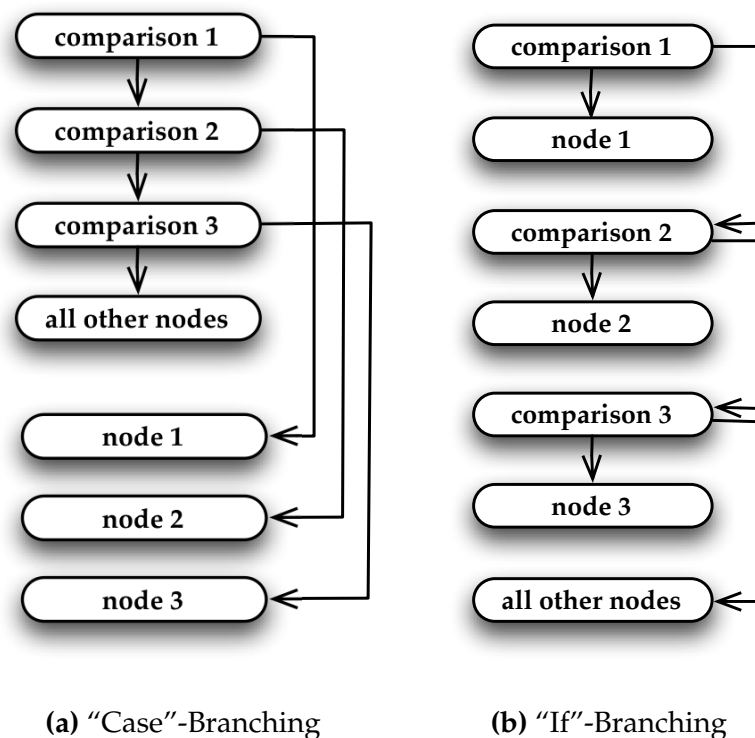 comparison 1
comparison 2
comparison 3
all other nodes
node 1
node 2
node 3
(a) “Case”-Branching
comparison 1
node 1
comparison 2
node 2
comparison 3
node 3
all other nodes
(b) “If”-Branching